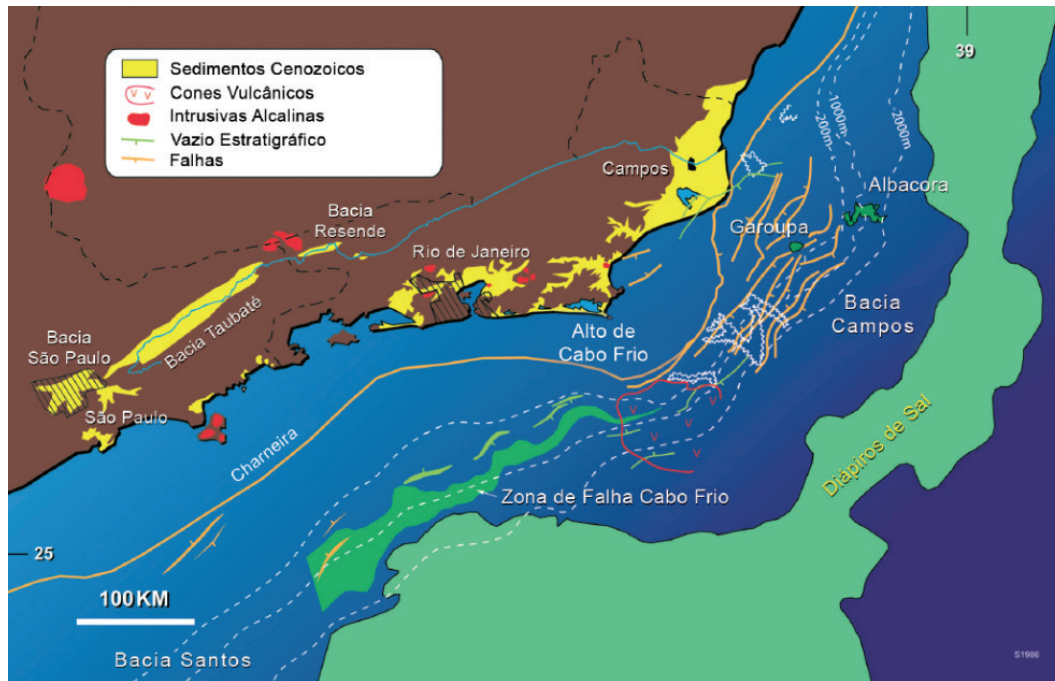 Sedimentos Cenozoicos
Cones Vulcânicos
Intrusivas Alcalinas
Vazio Estratigráfico
Falhas
39
1000m
200m
2000m
Campos
Albacora
Garoupa
Bacia
Resende
Rio de Janeiro
Bacia Taubaté
Bacia
São Paulo
São Paulo
Alto de
Cabo Frio
Bacia
Campos
Charneira
Diápiros de Sal
Zona de Falha Cabo Frio
25
100 KM
Bacia Santos
S1986